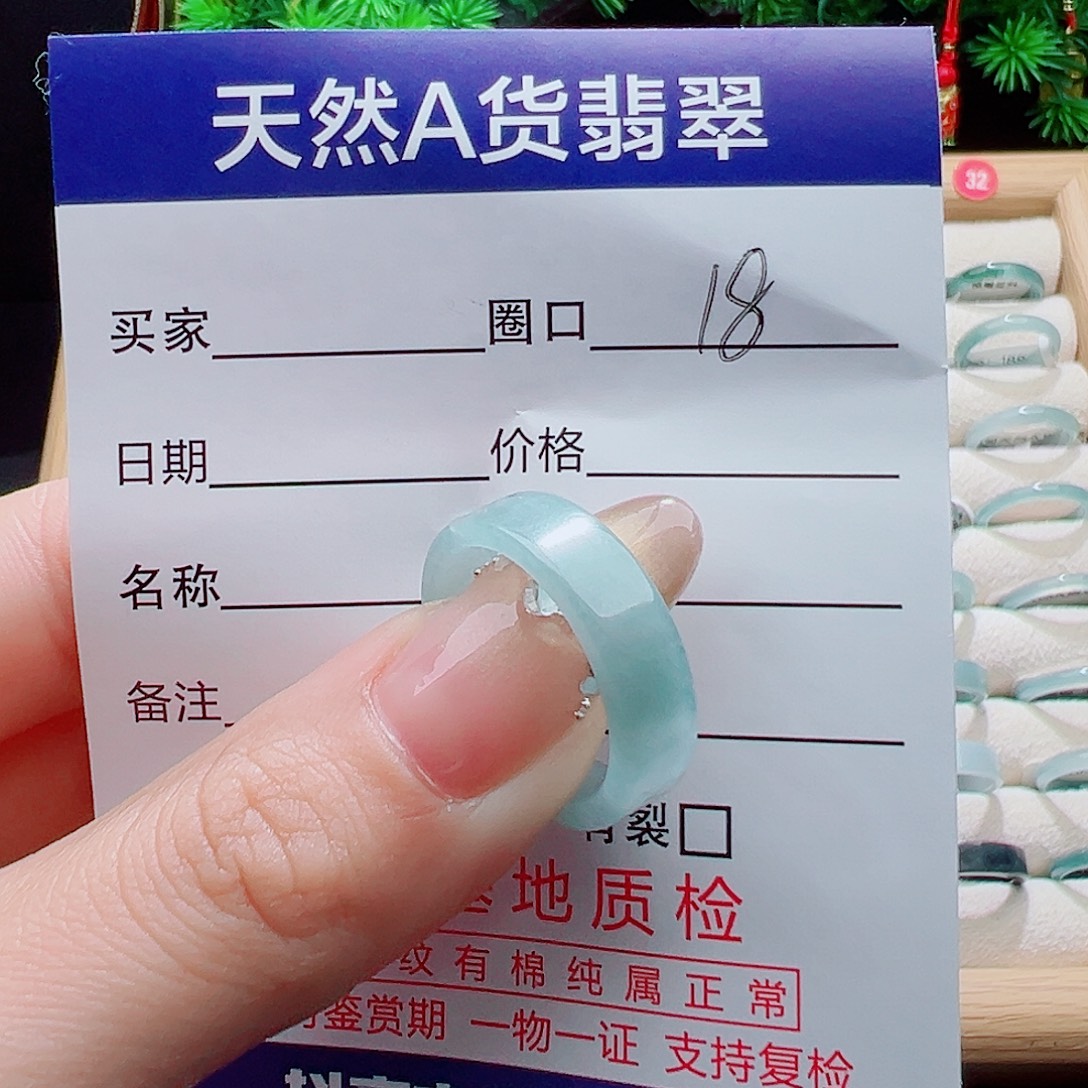 天然A货翡翠
32
买家 圈口 18
日期 价格
名称
备注
有裂
基地质检
纹有棉纯属正常
鉴赏期 一物一证 支持复检